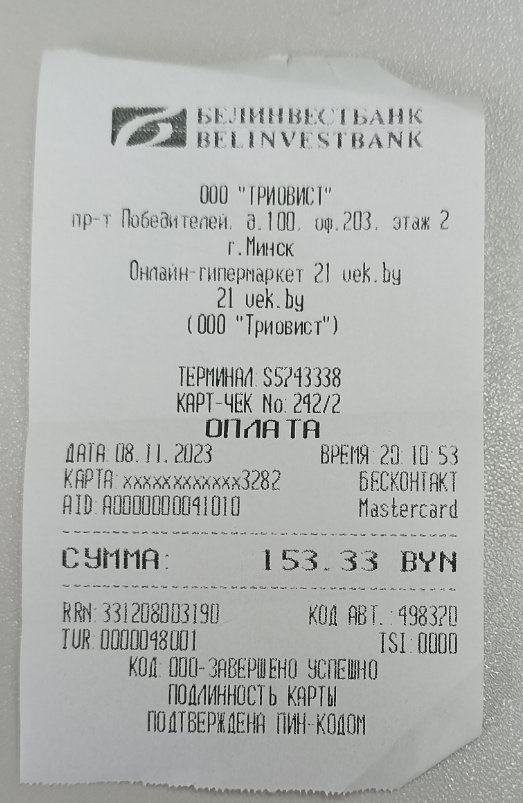 БЕЛИНВЕСТБАНК
BELINVESTBANK
ООО "ТРИОВИСТ"
пр-т Победителей, д.100, оф.203, этаж 2
г.Минск
Онлайн-гипермаркет 21 vek.by
21 vek.by
(ООО "Триовист")
ТЕРМИНАЛ: S5743338
КАРТ-ЧЕК No: 242/2
ОПЛАТА
ДАТА: 08.11.2023 ВРЕМЯ 20:10:53
КАРТА: xxxxxxxxxxxx3282 БЕСКОНТАКТ
AID: A0000000041010 Mastercard
СУММА: 153.33 BYN
RRN: 331208003190 КОД АВТ.: 498320
TVR: 0000048001 TSI: 0000
КОД: 000-ЗАВЕРШЕНО УСПЕШНО
ПОДЛИННОСТЬ КАРТЫ
ПОДТВЕРЖДЕНА ПИН-КОДОМ